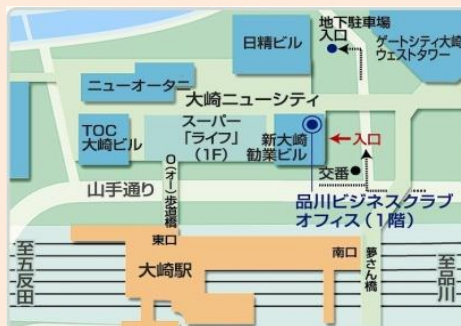 地下駐車場
入口
日精ビル
ゲートシティ大崎
ウェストタワー
ニューオータニ
大崎ニューシティ
TOC
大崎ビル
スーパー
「ライフ」
(1F)
新大崎
勧業ビル
入口
交番
O(オー)歩道橋
山手通り
品川ビジネスクラブ
オフィス(1階)
東口
南口
夢さん橋
大崎駅
至五反田
至品川